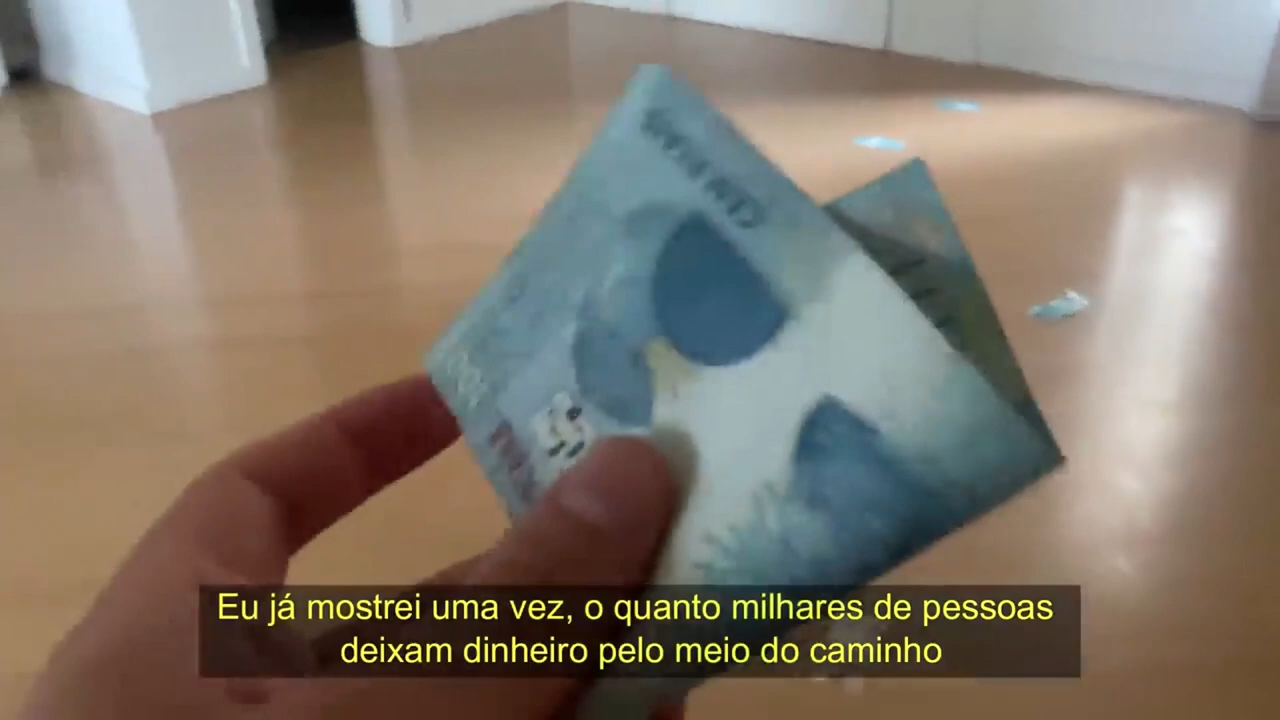 Eu já mostrei uma vez, o quanto milhares de pessoas
deixam dinheiro pelo meio do caminho